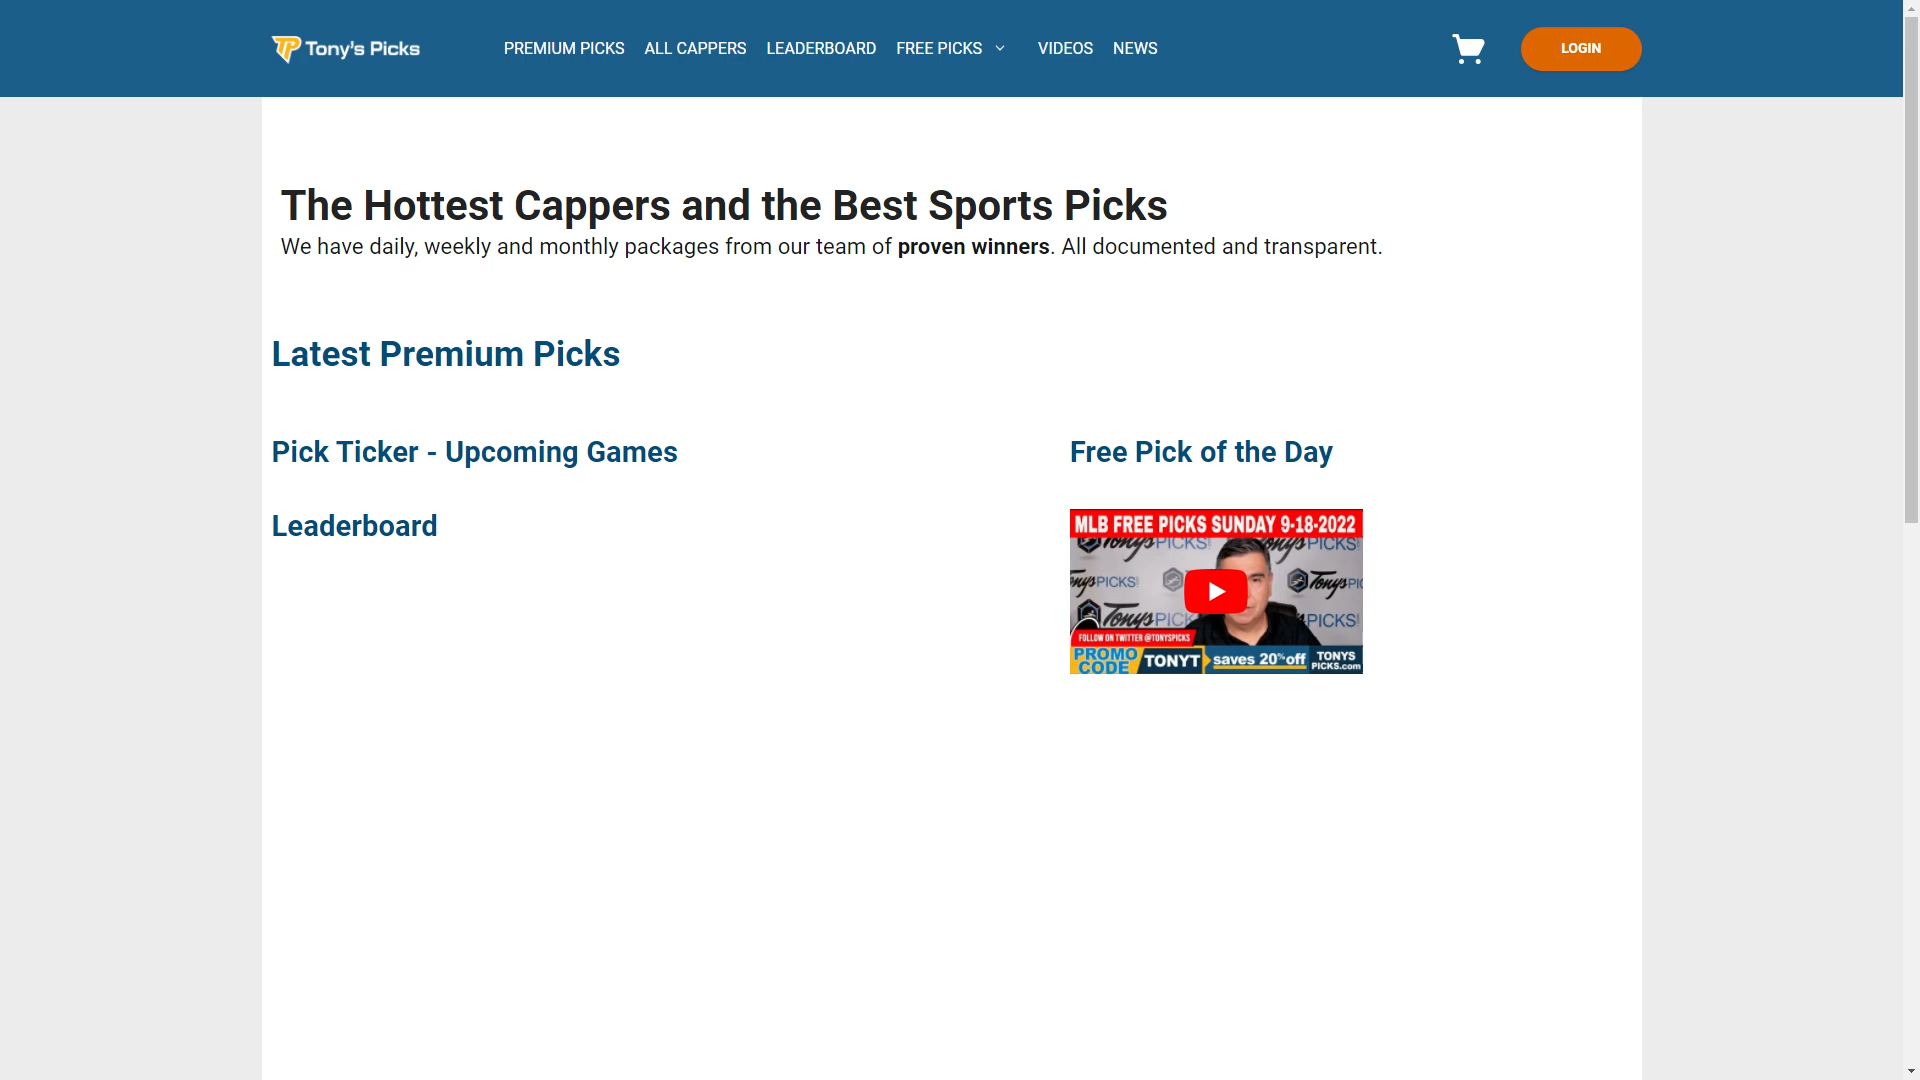 Tony's Picks
PREMIUM PICKS
ALL CAPPERS
LEADERBOARD
FREE PICKS
VIDEOS
NEWS
LOGIN
The Hottest Cappers and the Best Sports Picks
We have daily, weekly and monthly packages from our team of proven winners. All documented and transparent.
Latest Premium Picks
Pick Ticker - Upcoming Games
Free Pick of the Day
Leaderboard
MLB FREE PICKS SUNDAY 9-18-2022
FOLLOW ON TWITTER @TONYSPICKS
PROMO CODE TONYT saves 20% off TONYS PICKS.com